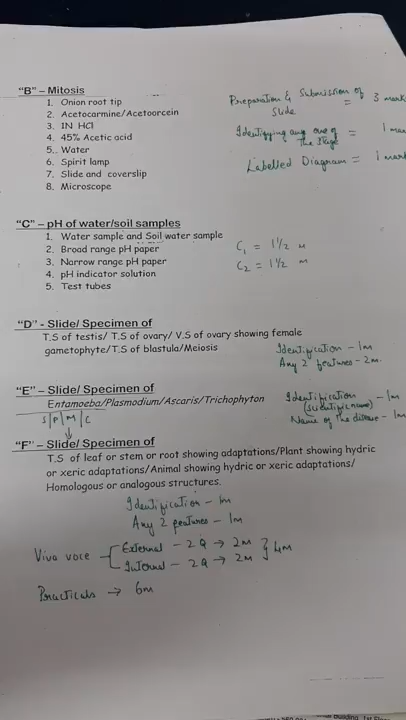 "B" – Mitosis
1. Onion root tip
2. Acetocarmine/Acetoorcein
3. 1N HCl
4. 45% Acetic acid
5. Water
6. Spirit lamp
7. Slide and coverslip
8. Microscope
Preparation & Submission of
Slide = 3 mark
Identifying any one of
The stage = 1 mar
Labelled Diagram = 1 mar
"C" – pH of water/soil samples
1. Water sample and Soil water sample
2. Broad range pH paper
3. Narrow range pH paper
4. pH indicator solution
5. Test tubes
C1 = 1 1/2 m
C2 = 1 1/2 m
"D" - Slide/ Specimen of
T.S of testis/ T.S of ovary/ V.S of ovary showing female
gametophyte/ T.S of blastula/Meiosis
Identification – 1m
Any 2 features – 2m
"E" – Slide/ Specimen of
Entamoeba/Plasmodium/Ascaris/Trichophyton
Identification – 1m
(Scientific name)
Name of the disease – 1m
S|P|M|C
"F" – Slide/ Specimen of
T.S of leaf or stem or root showing adaptations/Plant showing hydric
or xeric adaptations/Animal showing hydric or xeric adaptations/
Homologous or analogous structures.
Identification – 1m
Any 2 features – 1m
Viva voce External – 2Q → 2m
Internal – 2Q → 2m } 4m
Practicals → 6m